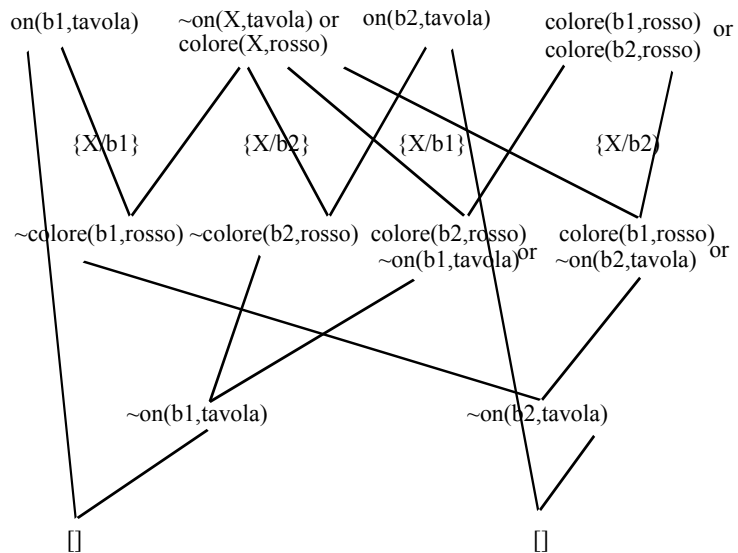 on(b1,tavola)
~on(X,tavola) or
colore(X,rosso)
on(b2,tavola)
colore(b1,rosso) or
colore(b2,rosso)
{X/b1}
{X/b2}
{X/b1}
{X/b2)
~colore(b1,rosso)
~colore(b2,rosso)
colore(b2,rosso) or
~on(b1,tavola)
colore(b1,rosso) or
~on(b2,tavola)
~on(b1,tavola)
~on(b2,tavola)
[]
[]